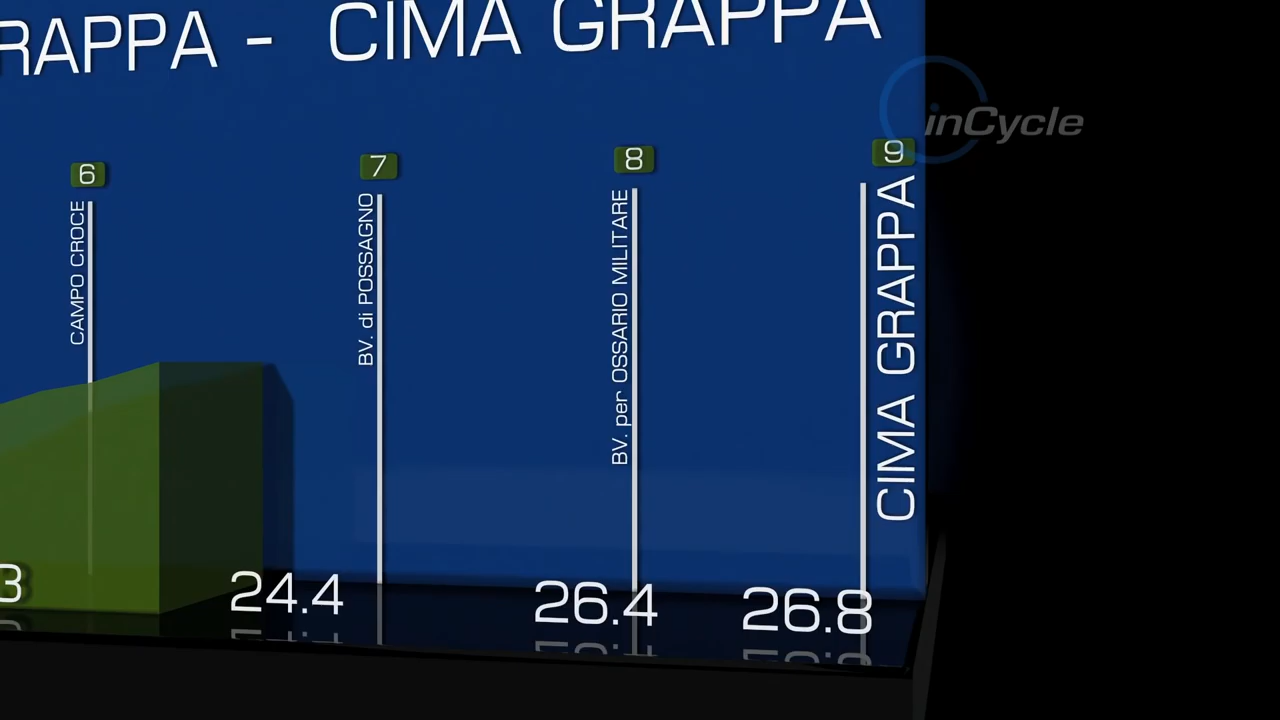 RAPPA - CIMA GRAPPA
inCycle
6
7
8
9
CAMPO CROCE
BV. di POSSAGNO
BV. per OSSARIO MILITARE
CIMA GRAPPA
3
24.4
26.4
26.8